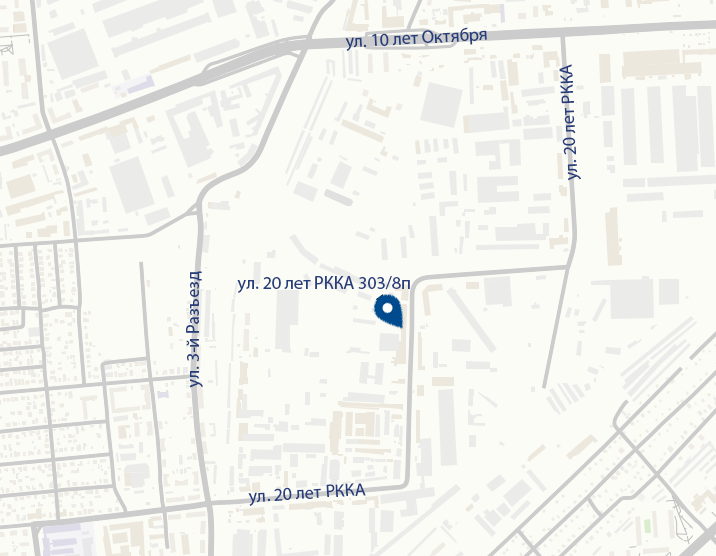 ул. 10 лет Октября
ул. 20 лет РККА
ул. 20 лет РККА 303/8п
ул. 3-й Разъезд
ул. 20 лет РККА